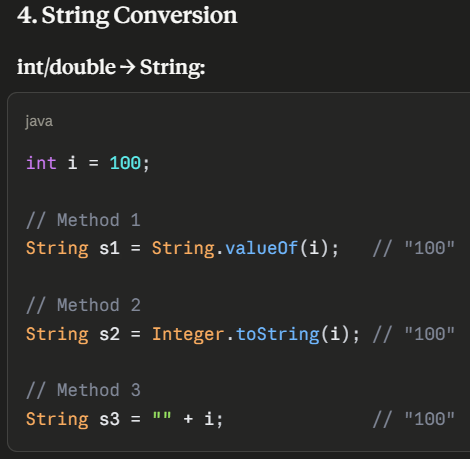 4. String Conversion
int/double → String:
java
int i = 100;
// Method 1
String s1 = String.valueOf(i);   // "100"
// Method 2
String s2 = Integer.toString(i); // "100"
// Method 3
String s3 = "" + i;              // "100"